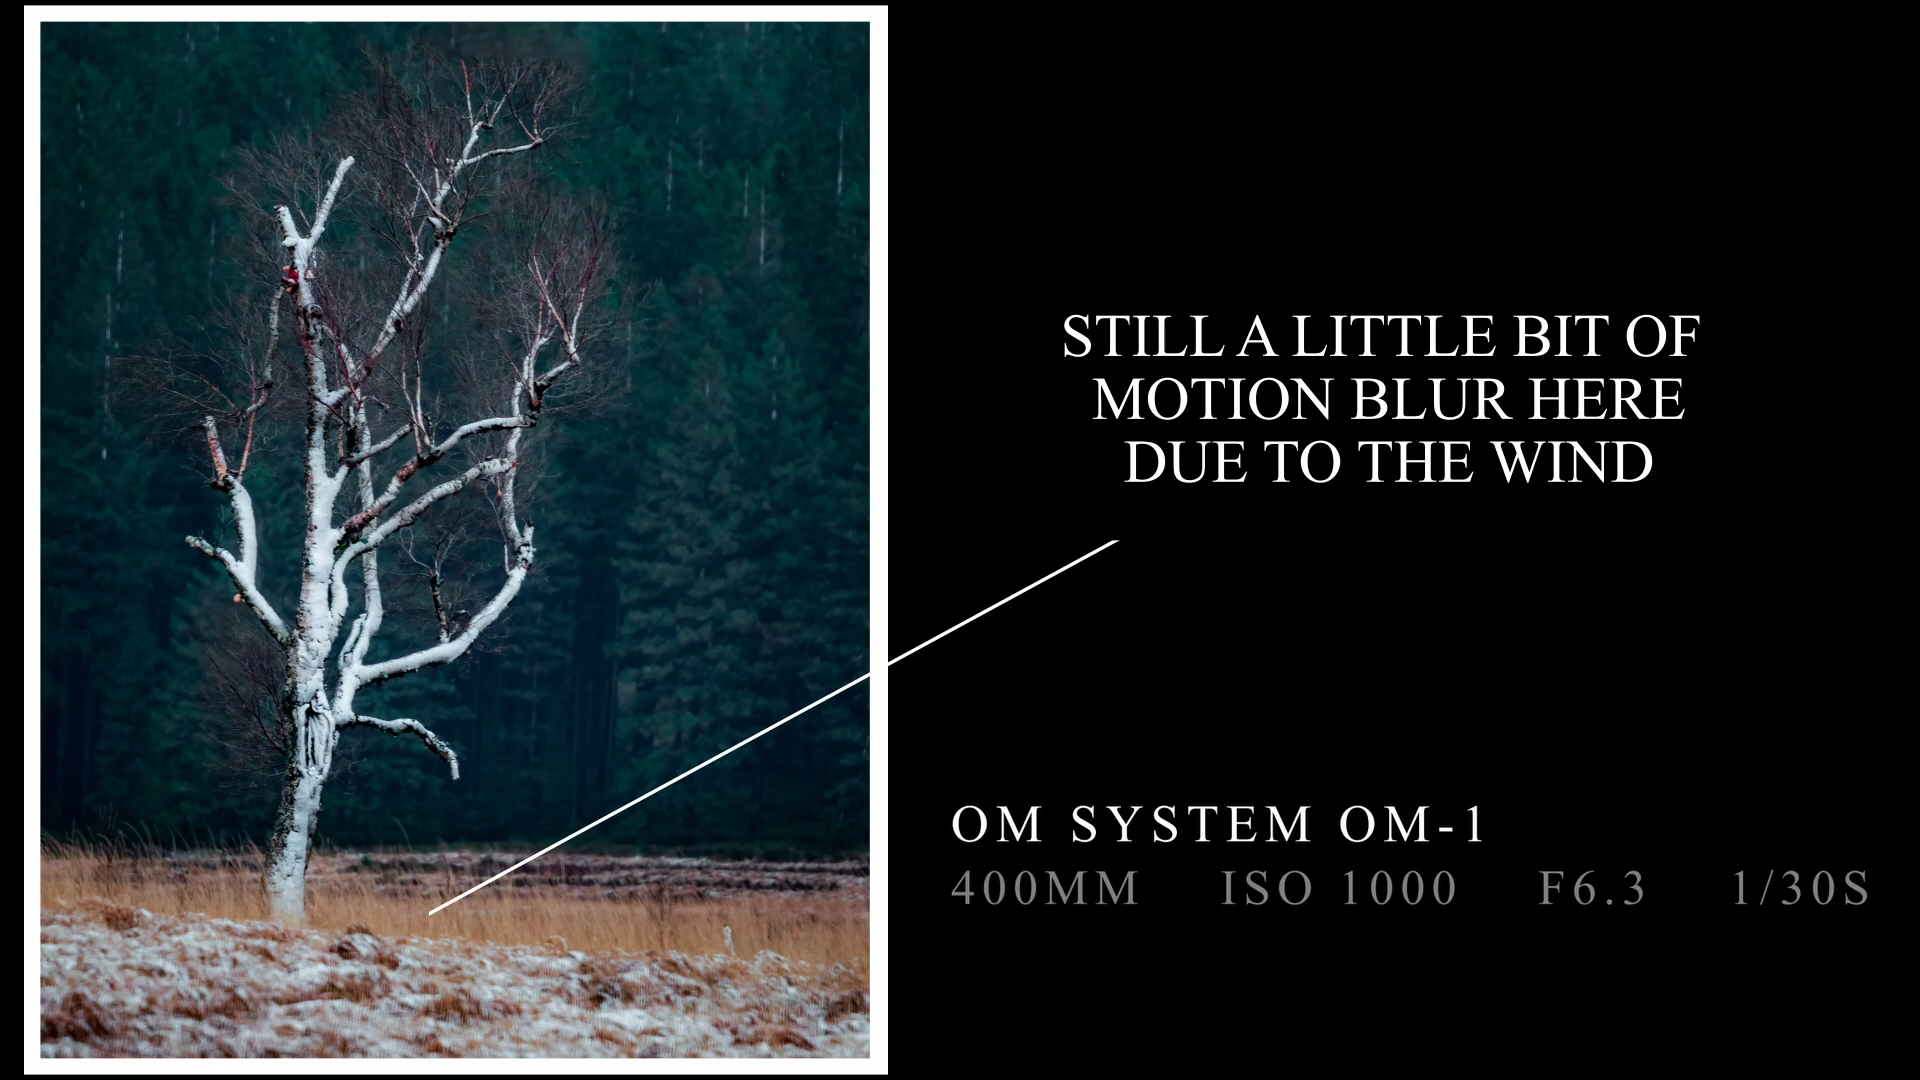 STILL A LITTLE BIT OF
MOTION BLUR HERE
DUE TO THE WIND
OM SYSTEM OM-1
400MM ISO 1000 F6.3 1/30S